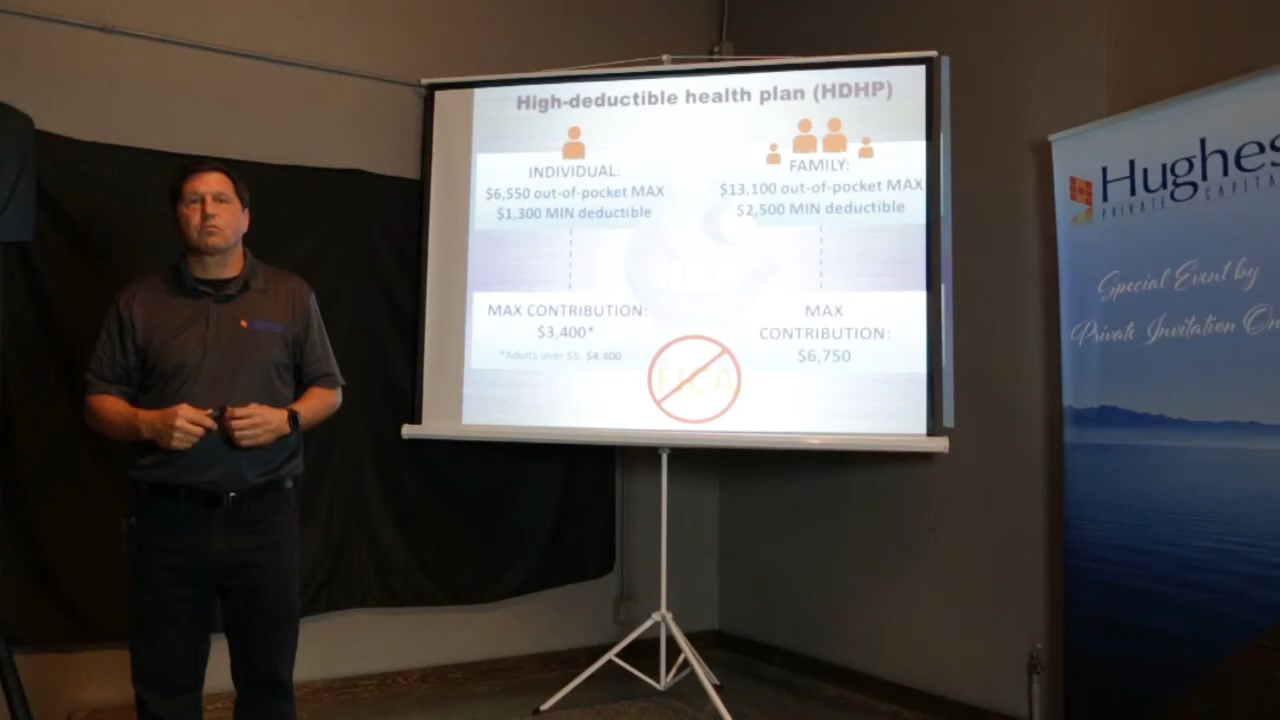 High-deductible health plan (HDHP)
INDIVIDUAL:
$6,550 out-of-pocket MAX
$1,300 MIN deductible
FAMILY:
$13,100 out-of-pocket MAX
$2,500 MIN deductible
MAX CONTRIBUTION:
$3,400*
*Adults over 55: $4,400
MAX
CONTRIBUTION:
$6,750
FICA
Hughes
PRIVATE CAPITA
Special Event by
Private Invitation On